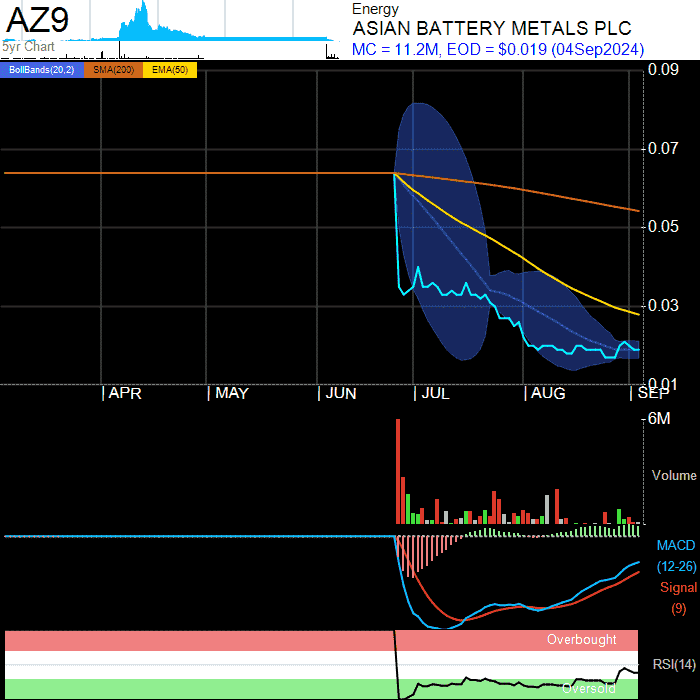 AZ9
5yr Chart
Energy
ASIAN BATTERY METALS PLC
MC = 11.2M, EOD = $0.019 (04Sep2024)
BollBands(20,2) SMA(200) EMA(50)
0.09
0.07
0.05
0.03
0.01
APR MAY JUN JUL AUG SEP
6M
Volume
MACD
(12-26)
Signal
(9)
Overbought
RSI(14)
Oversold